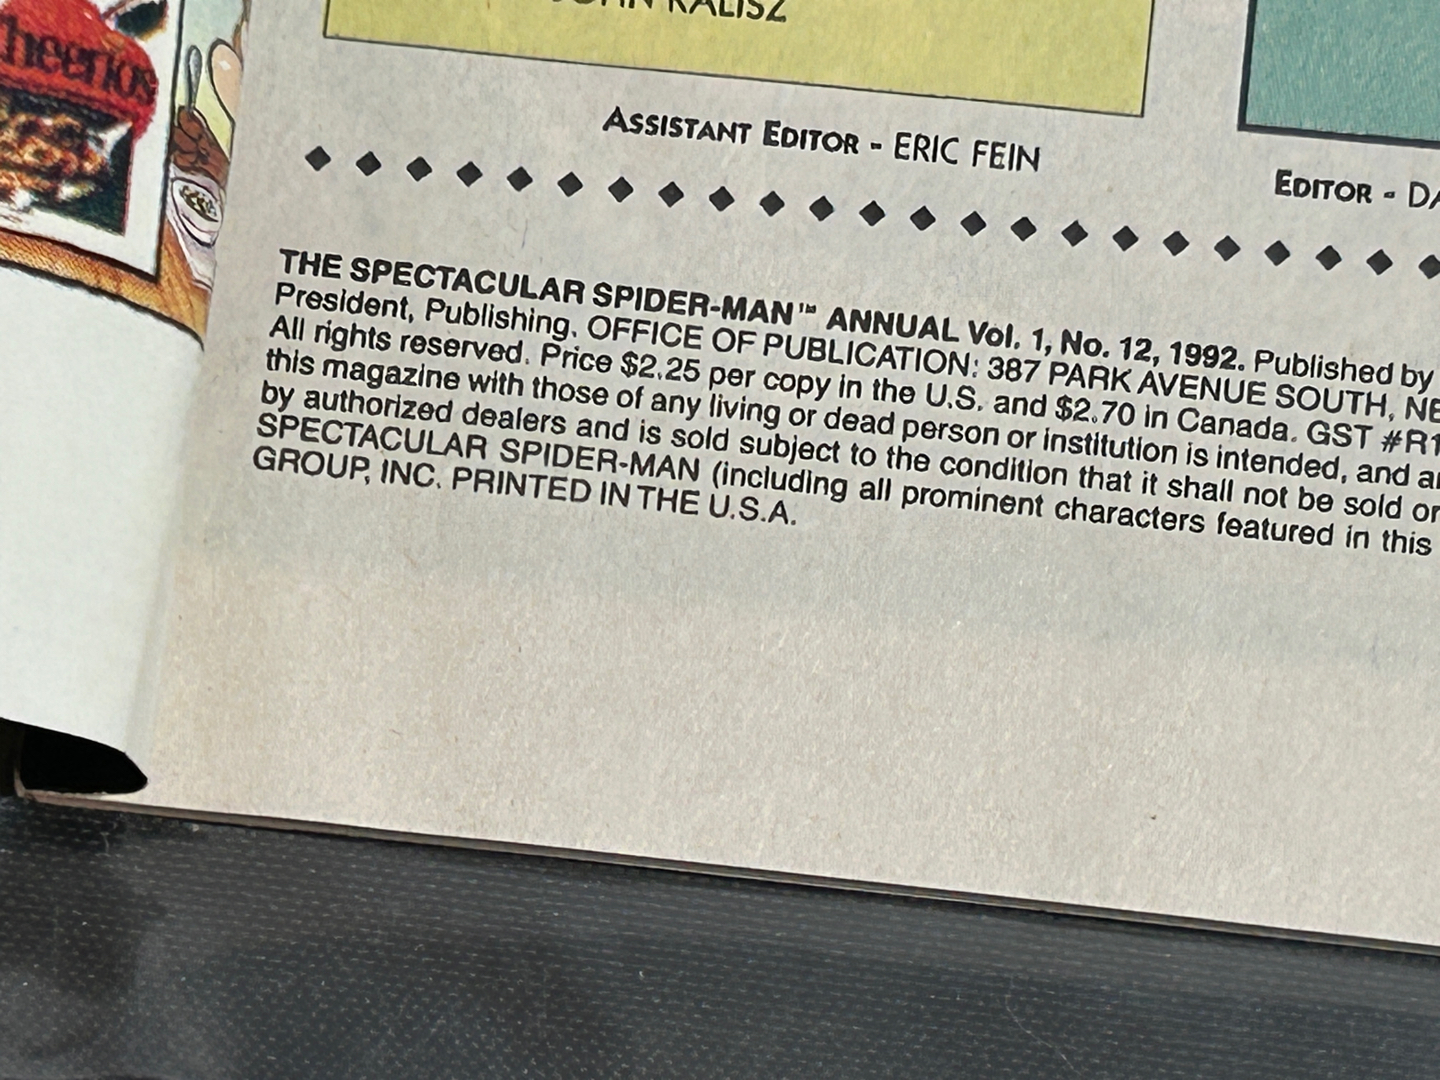 Cheerios
JOHN KALISZ
ASSISTANT EDITOR - ERIC FEIN
EDITOR -
THE SPECTACULAR SPIDER-MAN™ ANNUAL Vol. 1, No. 12, 1992. Published by
President, Publishing. OFFICE OF PUBLICATION: 387 PARK AVENUE SOUTH,
All rights reserved. Price $2.25 per copy in the U.S. and $2.70 in Canada. GST #R1
this magazine with those of any living or dead person or institution is intended, and
by authorized dealers and is sold subject to the condition that it shall not be sold or
SPECTACULAR SPIDER-MAN (including all prominent characters featured in this
GROUP, INC. PRINTED IN THE U.S.A.